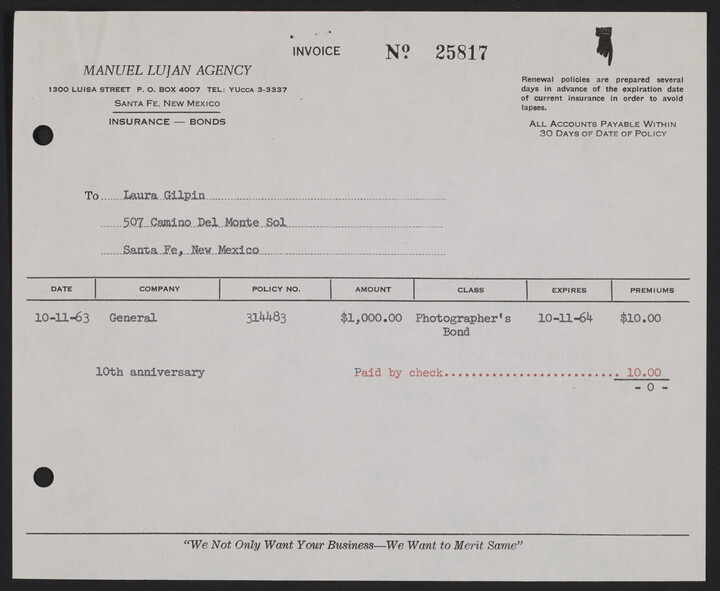 INVOICE Nº 25817
MANUEL LUJAN AGENCY
1300 LUISA STREET P. O. BOX 4007 TEL: YUCCA 3-3337
SANTA FE, NEW MEXICO
INSURANCE — BONDS
Renewal policies are prepared several
days in advance of the expiration date
of current insurance in order to avoid
lapses.
ALL ACCOUNTS PAYABLE WITHIN
30 DAYS OF DATE OF POLICY
To Laura Gilpin
507 Camino Del Monte Sol
Santa Fe, New Mexico
DATE COMPANY POLICY NO. AMOUNT CLASS EXPIRES PREMIUMS
10-11-63 General 314483 $1,000.00 Photographer's 10-11-64 $10.00
Bond
10th anniversary Paid by check.......................... 10.00
- 0 -
"We Not Only Want Your Business—We Want to Merit Same"